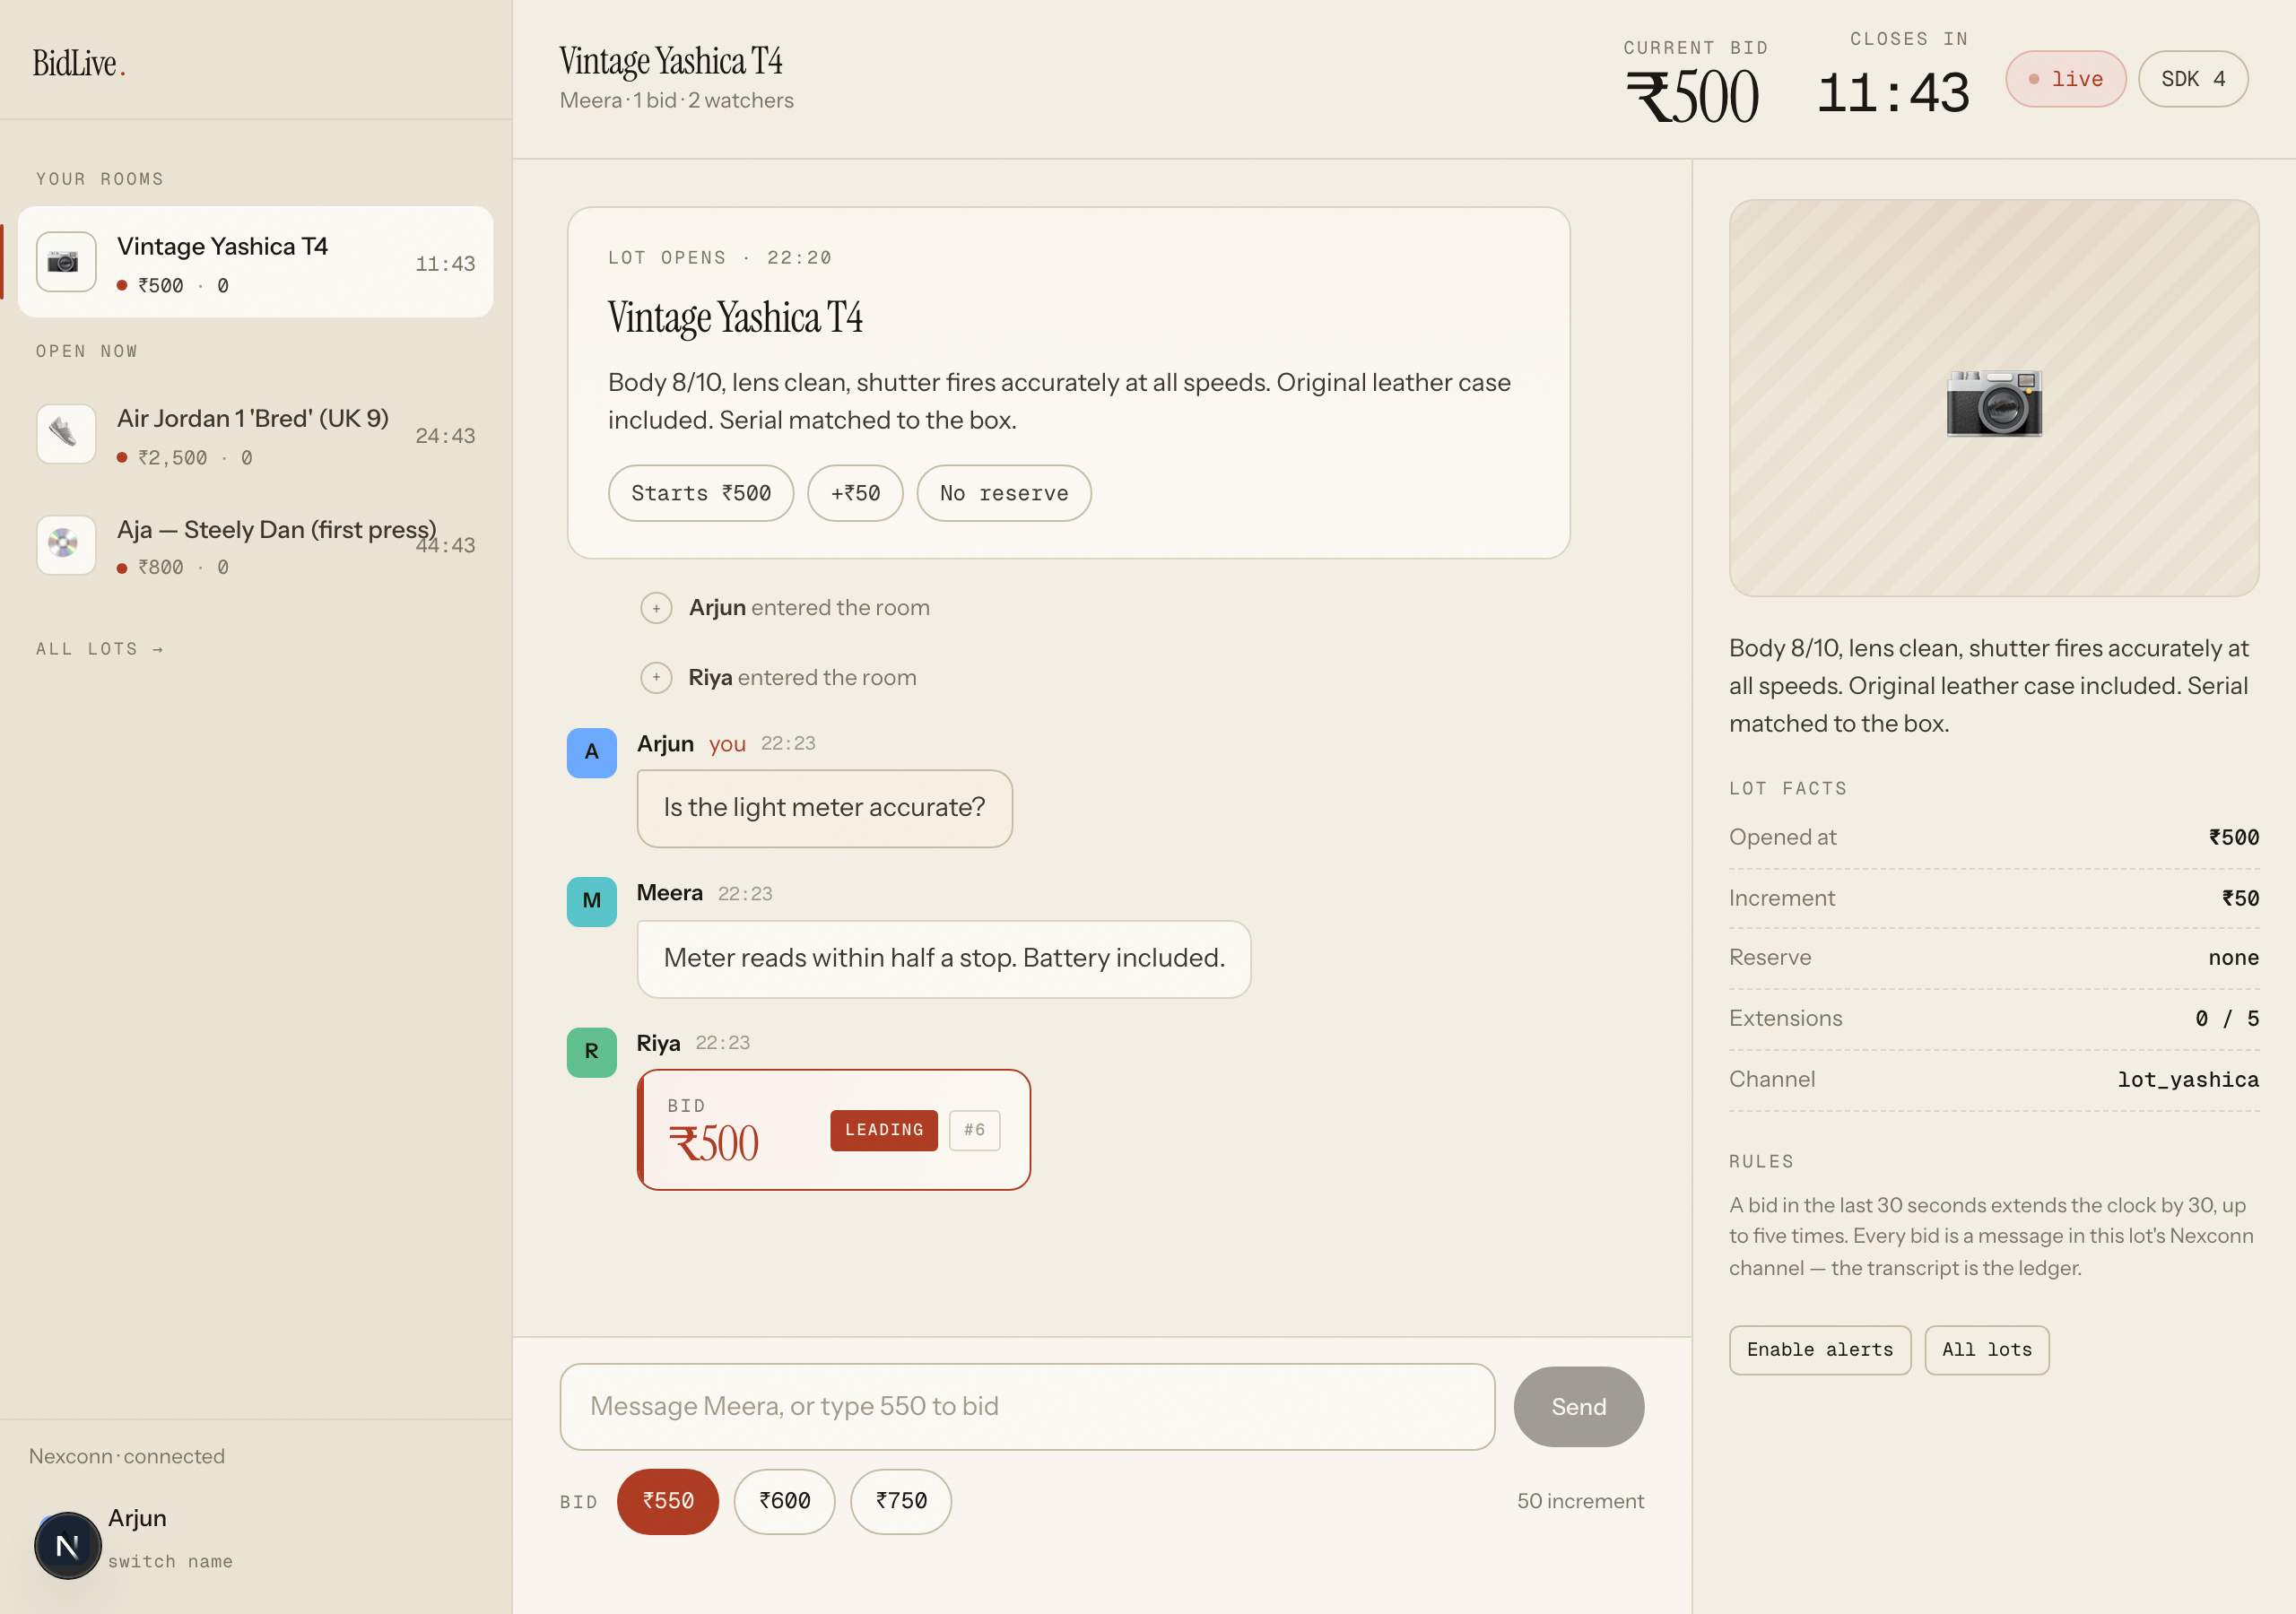 BidLive.
YOUR ROOMS
Vintage Yashica T4
₹500 · 0
11:43
OPEN NOW
Air Jordan 1 'Bred' (UK 9)
₹2,500 · 0
24:43
Aja — Steely Dan (first press)
₹800 · 0
44:43
ALL LOTS →
Nexconn · connected
N
Arjun
switch name
Vintage Yashica T4
Meera · 1 bid · 2 watchers
CURRENT BID
₹500
CLOSES IN
11:43
live
SDK 4
LOT OPENS · 22:20
Vintage Yashica T4
Body 8/10, lens clean, shutter fires accurately at all speeds. Original leather case
included. Serial matched to the box.
Starts ₹500
+₹50
No reserve
+ Arjun entered the room
+ Riya entered the room
A
Arjun you 22:23
Is the light meter accurate?
M
Meera 22:23
Meter reads within half a stop. Battery included.
R
Riya 22:23
BID
₹500
LEADING
#6
Message Meera, or type 550 to bid
Send
BID
₹550
₹600
₹750
50 increment
Body 8/10, lens clean, shutter fires accurately at
all speeds. Original leather case included. Serial
matched to the box.
LOT FACTS
Opened at ₹500
Increment ₹50
Reserve none
Extensions 0 / 5
Channel lot_yashica
RULES
A bid in the last 30 seconds extends the clock by 30, up
to five times. Every bid is a message in this lot's Nexconn
channel — the transcript is the ledger.
Enable alerts
All lots